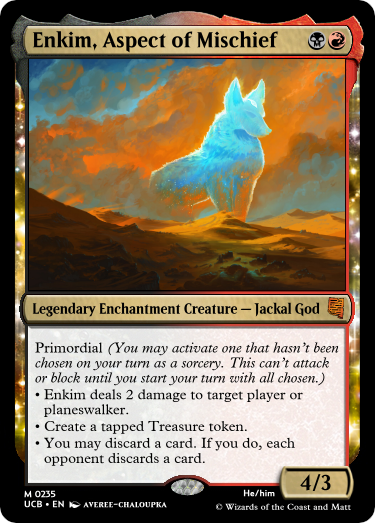 Enkim, Aspect of Mischief
Legendary Enchantment Creature — Jackal God
Primordial (You may activate one that hasn't been
chosen on your turn as a sorcery. This can't attack
or block until you start your turn with all chosen.)
• Enkim deals 2 damage to target player or
planeswalker.
• Create a tapped Treasure token.
• You may discard a card. If you do, each
opponent discards a card.
4/3
M 0235
He/him
UCB • EN AVEREE-CHALOUPKA
© Wizards of the Coast and Matt